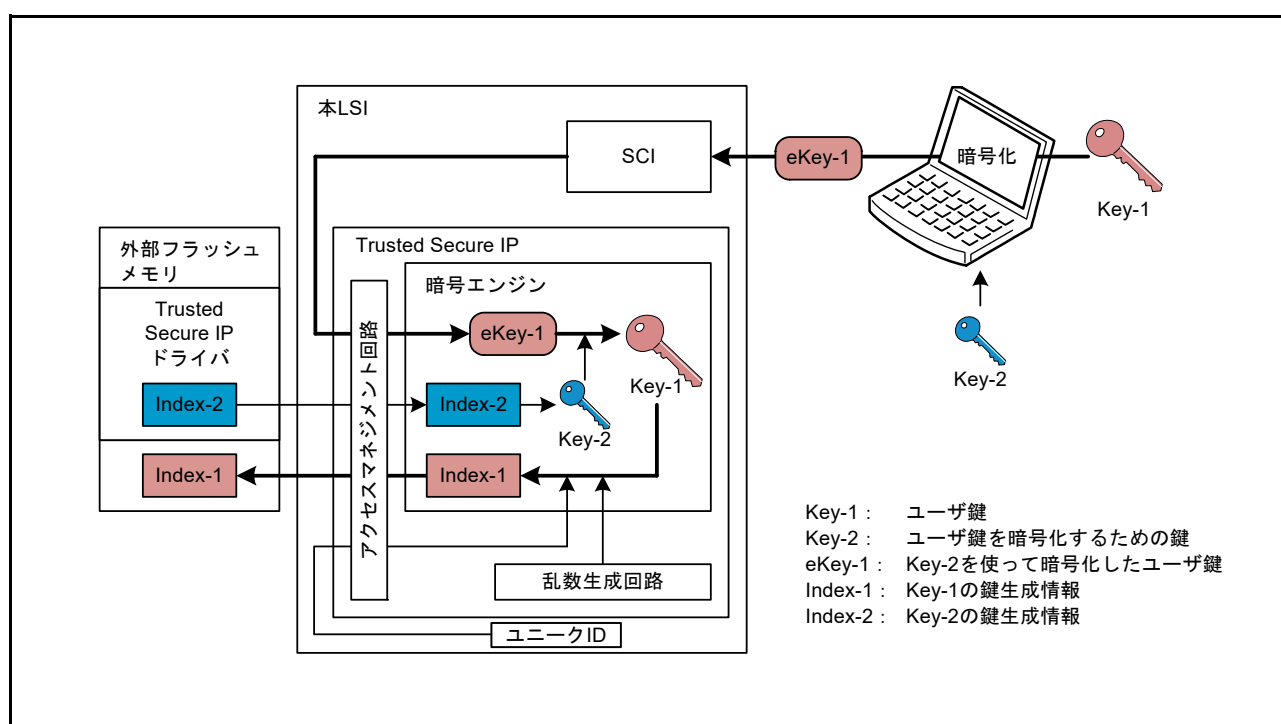 本LSI
SCI
eKey-1
暗号化
Key-1
Key-2
外部フラッシュ
メモリ
Trusted
Secure IP
ドライバ
Index-2
Index-1
Trusted Secure IP
アクセスマネジメント回路
暗号エンジン
eKey-1
Key-1
Index-2
Key-2
Index-1
乱数生成回路
ユニークID
Key-1： ユーザ鍵
Key-2： ユーザ鍵を暗号化するための鍵
eKey-1： Key-2を使って暗号化したユーザ鍵
Index-1： Key-1の鍵生成情報
Index-2： Key-2の鍵生成情報